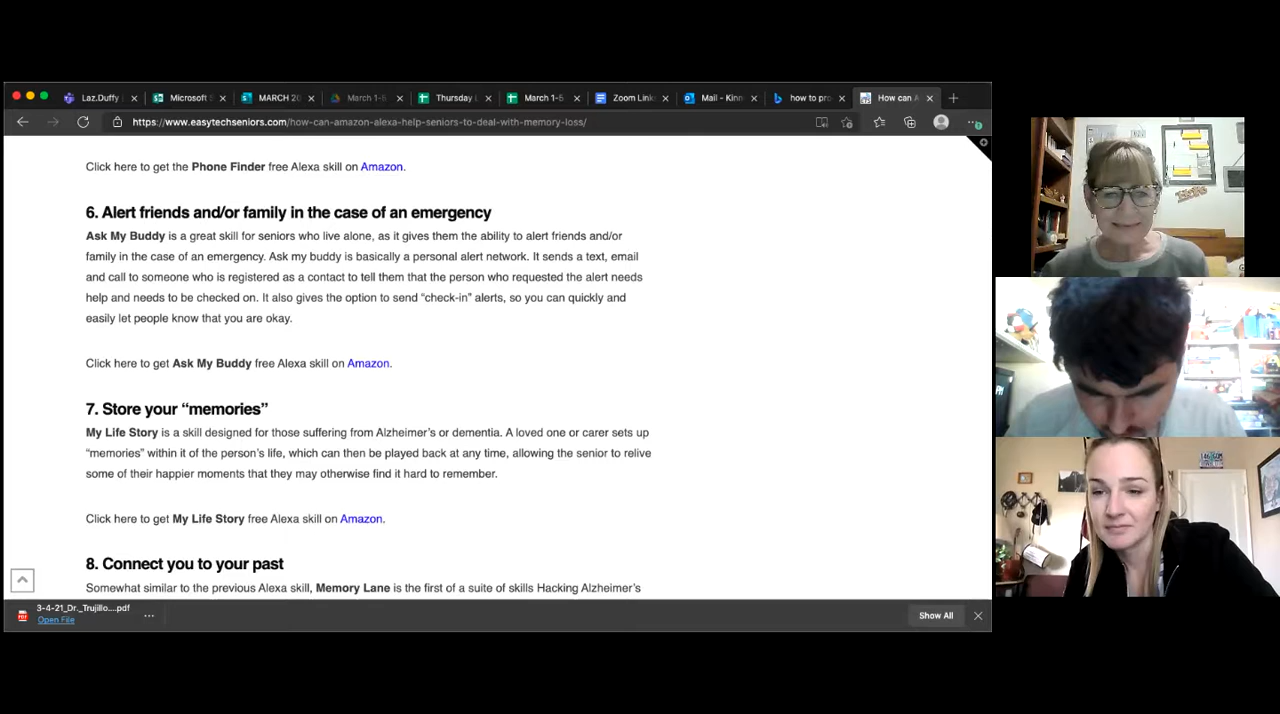 Laz.Duffy
Microsoft S
MARCH 20
March 1-5
Thursday L
March 1-5
Zoom Link
Mail - Kinn
how to pro
How can A
https://www.easytechseniors.com/how-can-amazon-alexa-help-seniors-to-deal-with-memory-loss/
Click here to get the Phone Finder free Alexa skill on Amazon.
6. Alert friends and/or family in the case of an emergency
Ask My Buddy is a great skill for seniors who live alone, as it gives them the ability to alert friends and/or
family in the case of an emergency. Ask my buddy is basically a personal alert network. It sends a text, email
and call to someone who is registered as a contact to tell them that the person who requested the alert needs
help and needs to be checked on. It also gives the option to send “check-in” alerts, so you can quickly and
easily let people know that you are okay.
Click here to get Ask My Buddy free Alexa skill on Amazon.
7. Store your “memories”
My Life Story is a skill designed for those suffering from Alzheimer’s or dementia. A loved one or carer sets up
“memories” within it of the person’s life, which can then be played back at any time, allowing the senior to relive
some of their happier moments that they may otherwise find it hard to remember.
Click here to get My Life Story free Alexa skill on Amazon.
8. Connect you to your past
Somewhat similar to the previous Alexa skill, Memory Lane is the first of a suite of skills Hacking Alzheimer’s
3-4-21_Dr._Trujillo....pdf
Open File
Show All